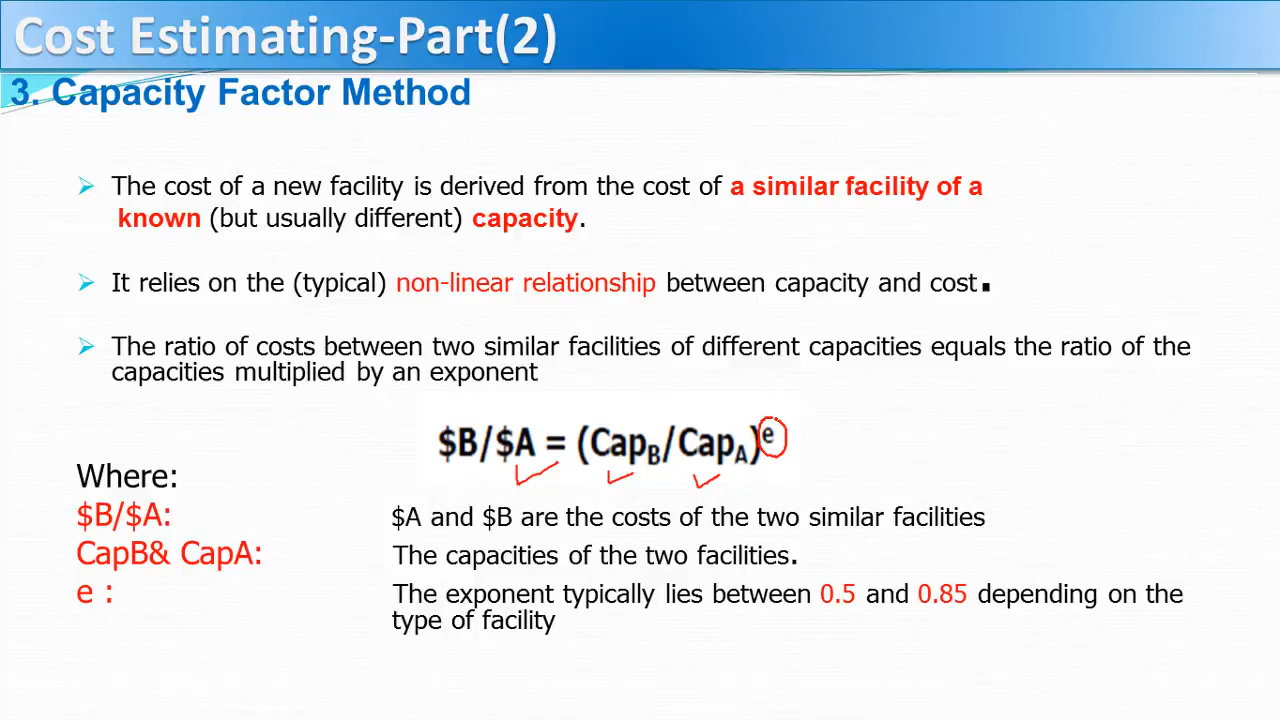 Cost Estimating-Part(2)
3. Capacity Factor Method
The cost of a new facility is derived from the cost of a similar facility of a
known (but usually different) capacity.
It relies on the (typical) non-linear relationship between capacity and cost.
The ratio of costs between two similar facilities of different capacities equals the ratio of the
capacities multiplied by an exponent
$B/$A = (CapB/CapA)e
Where:
$B/$A: $A and $B are the costs of the two similar facilities
CapB& CapA: The capacities of the two facilities.
e : The exponent typically lies between 0.5 and 0.85 depending on the
type of facility